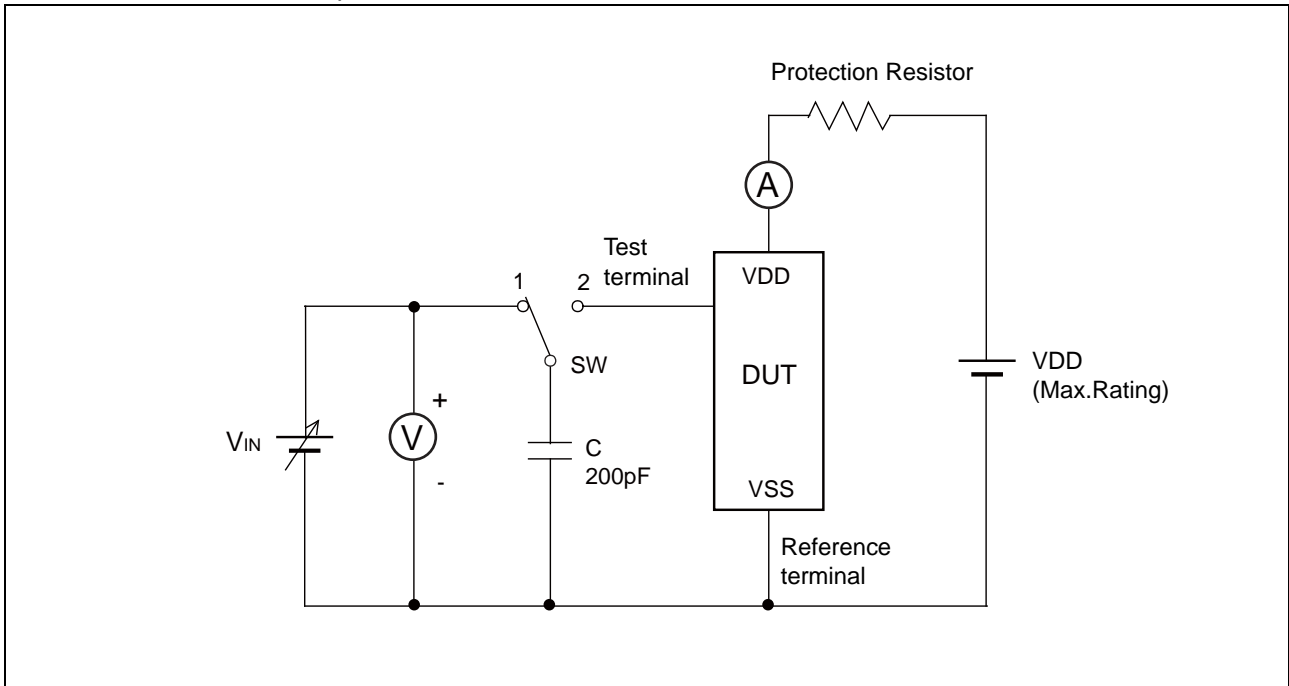 Protection Resistor
A
Test
terminal
VDD
1
2
SW
DUT
VDD
(Max.Rating)
VIN
+
V
-
C
200pF
VSS
Reference
terminal